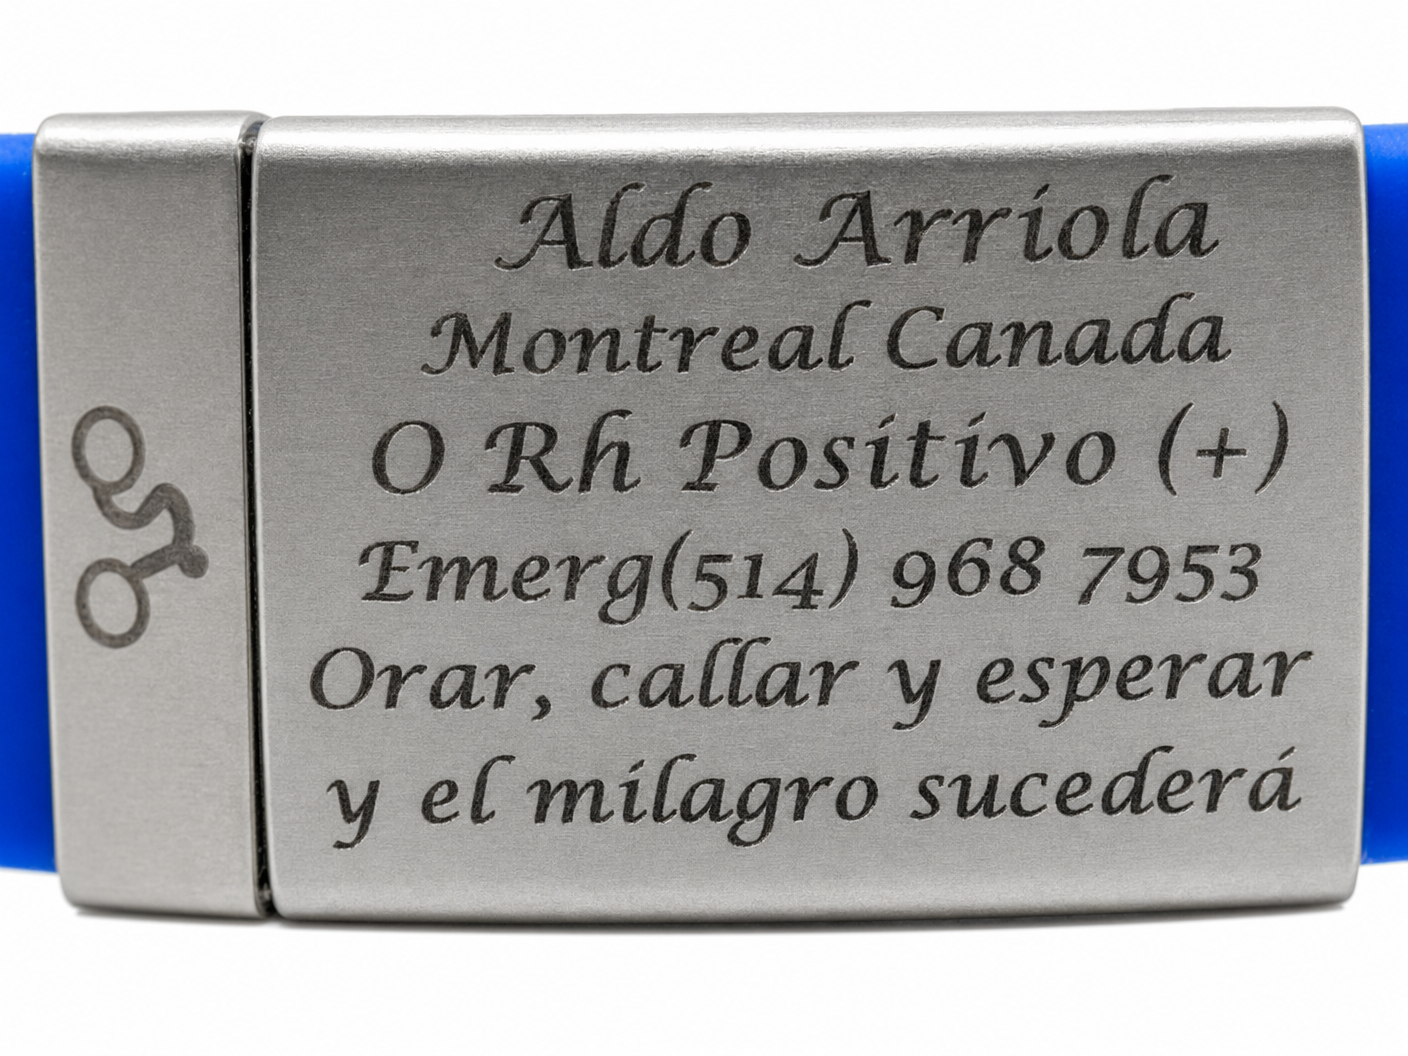 Aldo Arriola
Montreal Canada
O Rh Positivo (+)
Emerg(514) 968 7953
Orar, callar y esperar
y el milagro sucederá